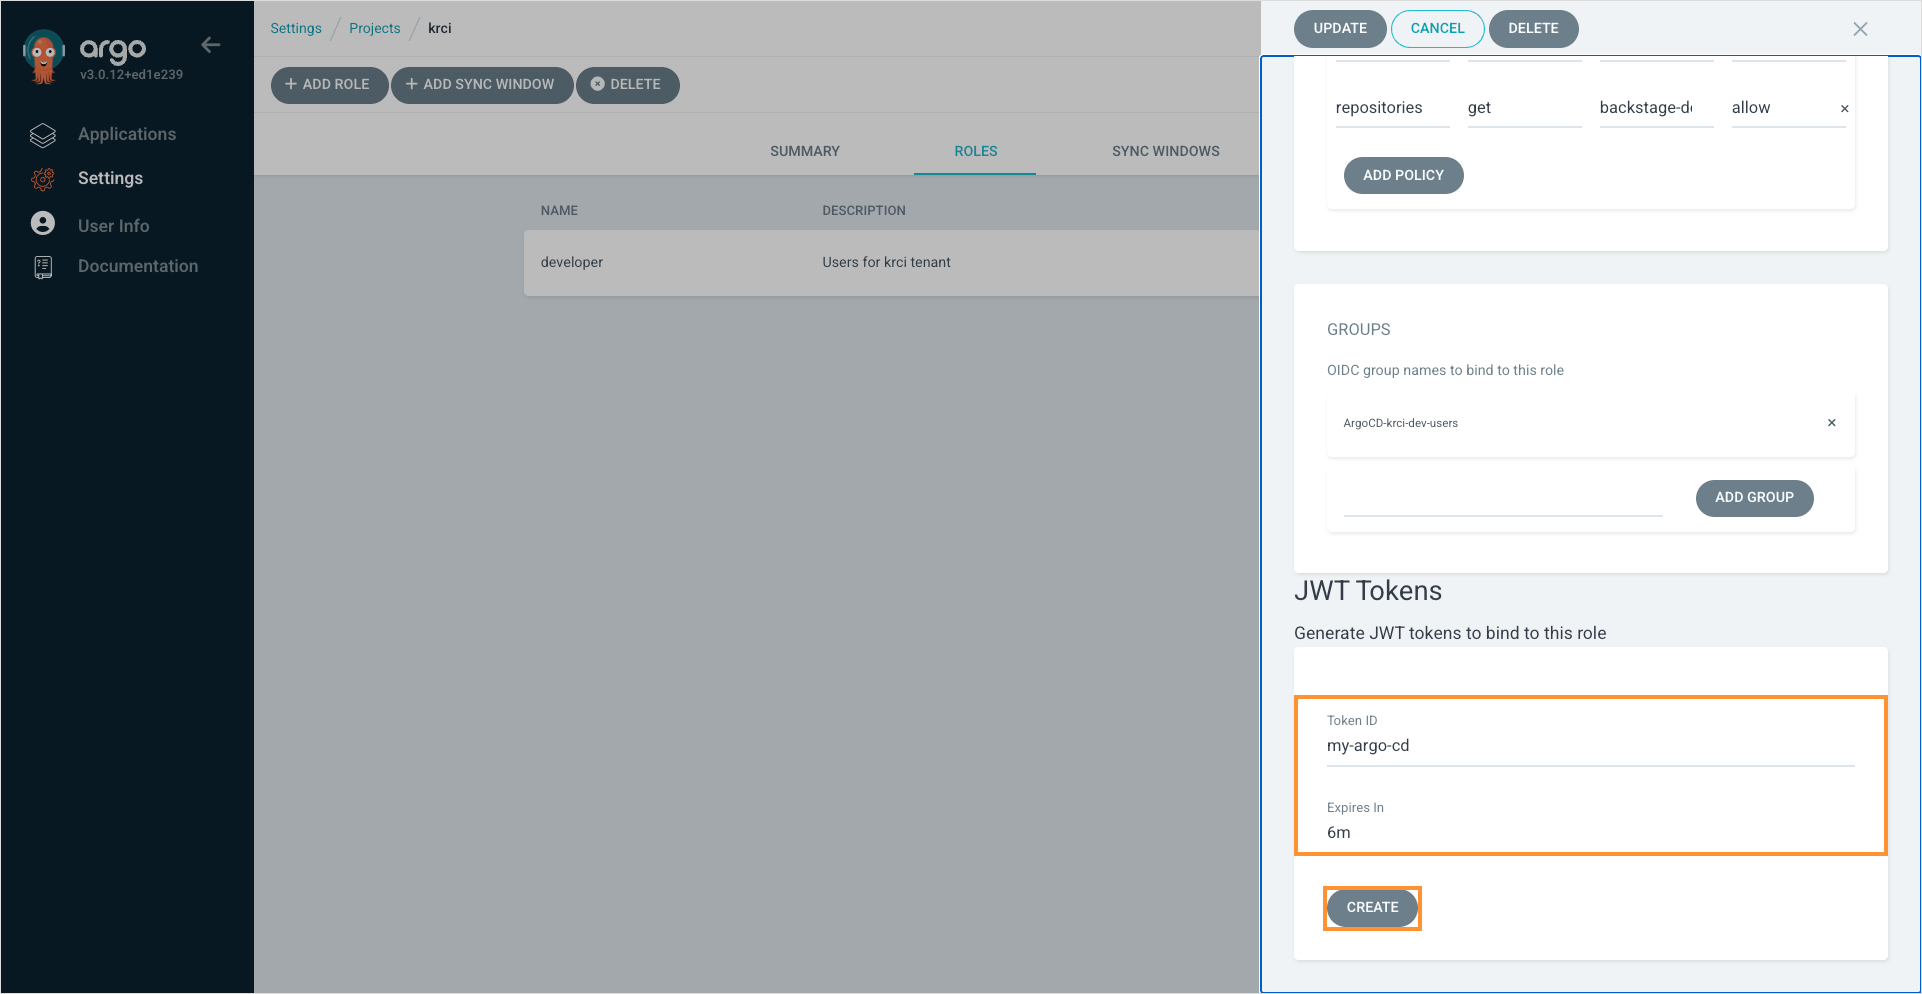 argo
v3.0.12+ed1e239
Applications
Settings
User Info
Documentation
Settings / Projects / krci
+ ADD ROLE
+ ADD SYNC WINDOW
DELETE
SUMMARY
ROLES
SYNC WINDOWS
NAME DESCRIPTION
developer Users for krci tenant
UPDATE CANCEL DELETE
repositories get backstage-d allow ×
ADD POLICY
GROUPS
OIDC group names to bind to this role
ArgoCD-krci-dev-users ×
ADD GROUP
JWT Tokens
Generate JWT tokens to bind to this role
Token ID
my-argo-cd
Expires In
6m
CREATE